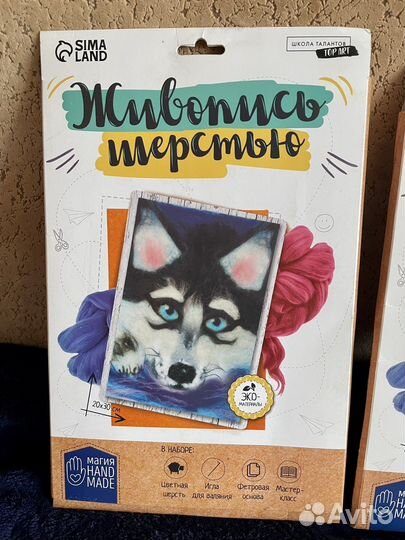 SIMA
LAND
ШКОЛА ТАЛАНТОВ
TOP ART
Живопись
шерстью
20х30 см
ЭКО-
МАТЕРИАЛЫ
В НАБОРЕ:
Цветная
шерсть
Игла
для валяния
Фетровая
основа
Мастер-
класс
МАГИЯ
HAND
MADE
HAND
Avito